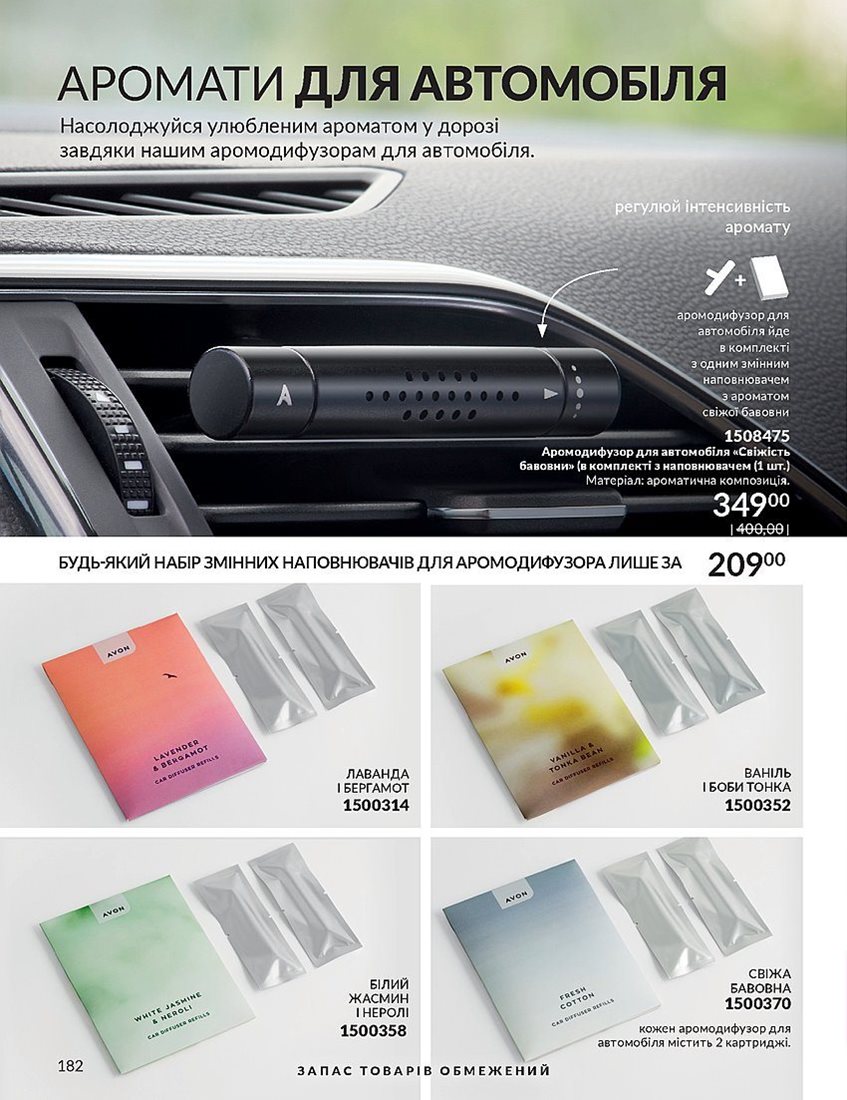 АРОМАТИ ДЛЯ АВТОМОБІЛЯ
Насолоджуйся улюбленим ароматом у дорозі
завдяки нашим аромодифузорам для автомобіля.
регулюй інтенсивність
аромату
+
аромодифузор для
автомобіля йде
в комплекті
з одним змінним
наповнювачем
з ароматом
свіжої бавовни
1508475
Аромодифузор для автомобіля «Свіжість
бавовни» (в комплекті з наповнювачем (1 шт.)
Матеріал: ароматична композиція.
349⁰⁰
| 400,00 |
БУДЬ-ЯКИЙ НАБІР ЗМІННИХ НАПОВНЮВАЧІВ ДЛЯ АРОМОДИФУЗОРА ЛИШЕ ЗА 209⁰⁰
AVON
LAVENDER
& BERGAMOT
CAR DIFFUSER REFILLS
ЛАВАНДА
І БЕРГАМОТ
1500314
AVON
VANILLA &
TONKA BEAN
CAR DIFFUSER REFILLS
ВАНІЛЬ
І БОБИ ТОНКА
1500352
AVON
WHITE JASMINE
& NEROLI
CAR DIFFUSER REFILLS
БІЛИЙ
ЖАСМИН
І НЕРОЛІ
1500358
AVON
FRESH
COTTON
CAR DIFFUSER REFILLS
СВІЖА
БАВОВНА
1500370
кожен аромодифузор для
автомобіля містить 2 картриджі.
182
ЗАПАС ТОВАРІВ ОБМЕЖЕНИЙ